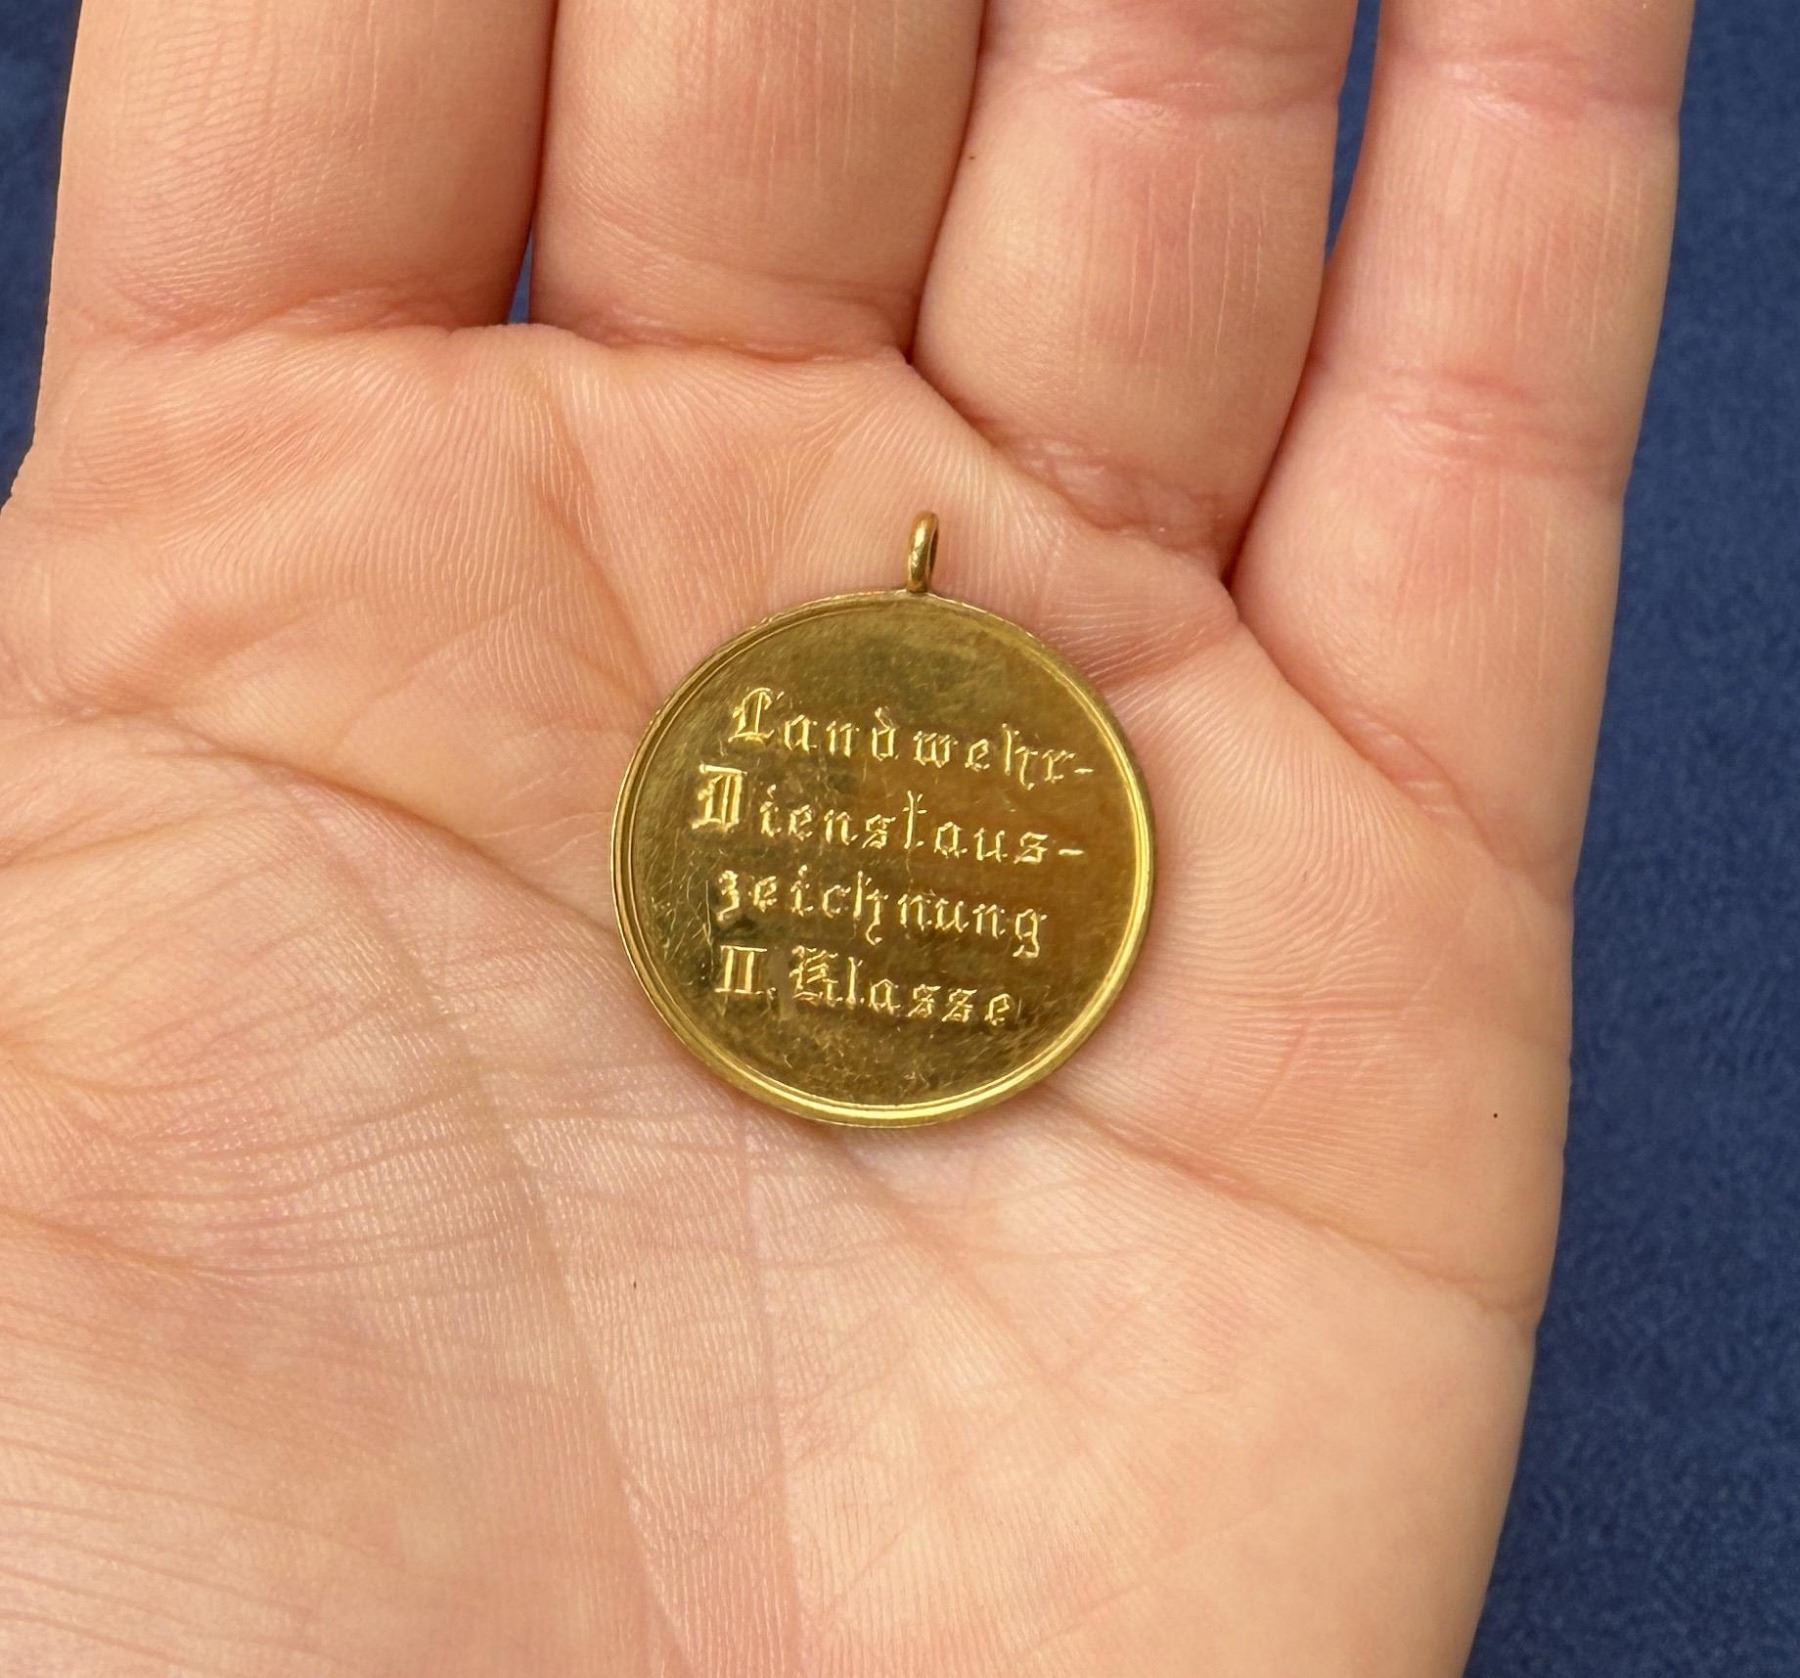 Landwehr-
Dienstaus-
zeichnung
II. Klasse